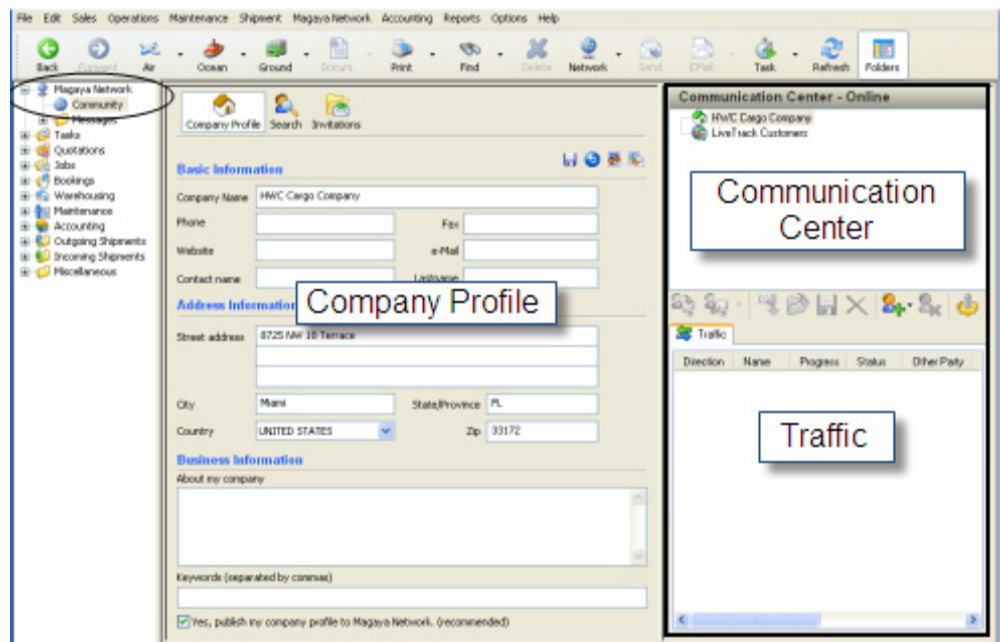 File Edit Sales Operations Maintenance Shipment Magaya Network Accounting Reports Options Help
Back Forward Air Ocean Ground Docum. Print Find Delete Network Send EMail Task Refresh Folders
Magaya Network
Community
Messages
Tasks
Quotations
Jobs
Bookings
Warehousing
Maintenance
Accounting
Outgoing Shipments
Incoming Shipments
Miscellaneous
Company Profile Search Invitations
Basic Information
Company Name HWC Cargo Company
Phone Fax
Website e-Mail
Contact name Lastname
Company Profile
Address Information
Street address 8725 NW 18 Terrace
City Miami State/Province FL
Country UNITED STATES Zip 33172
Business Information
About my company
Keywords (separated by commas)
Yes, publish my company profile to Magaya Network. (recommended)
Communication Center - Online
HWC Cargo Company
LiveTrack Customers
Communication
Center
Traffic
Direction Name Progress Status Other Party
Traffic